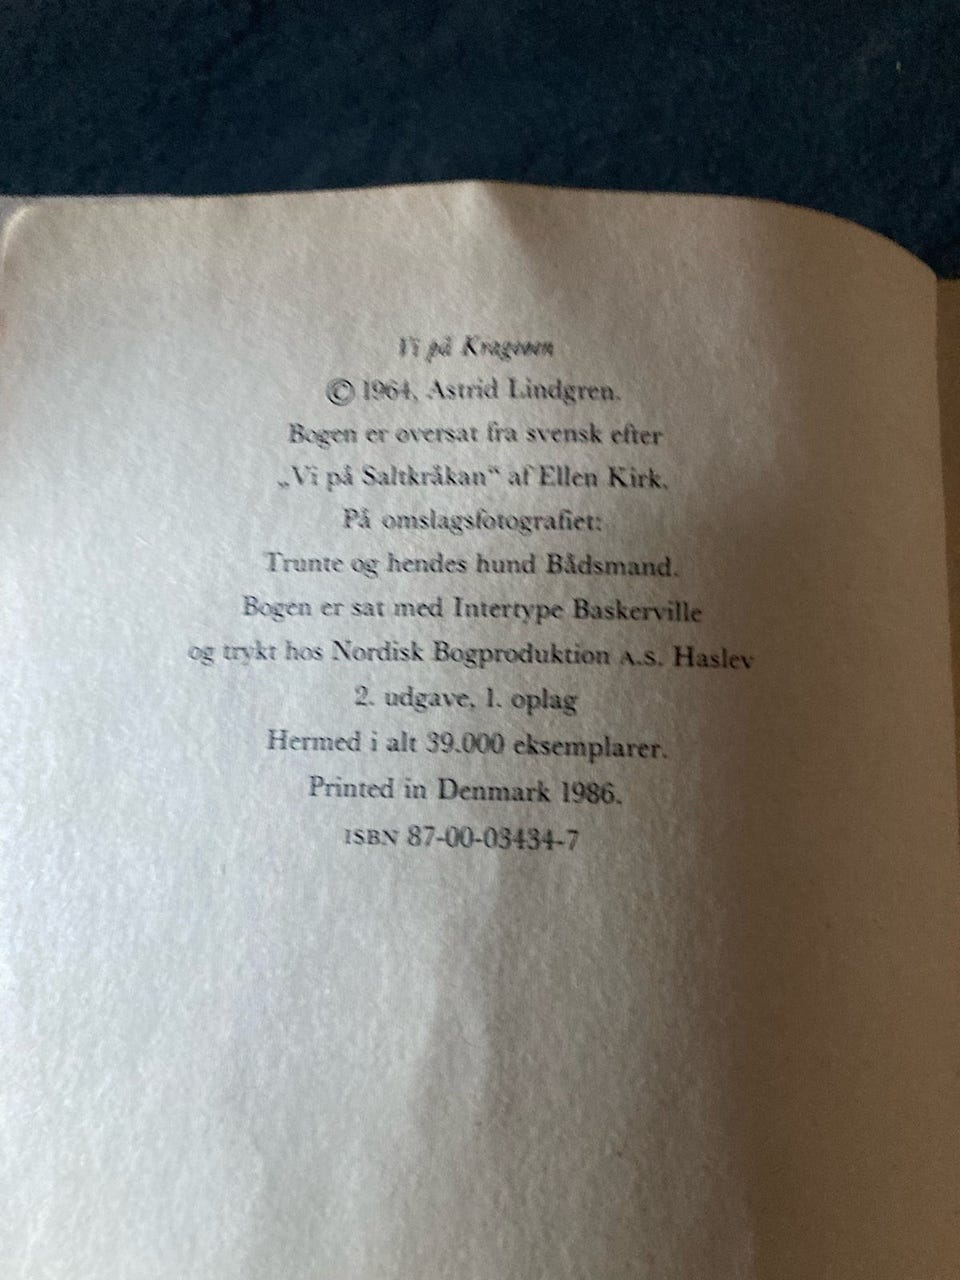 Vi på Krageøen
© 1964, Astrid Lindgren.
Bogen er oversat fra svensk efter
„Vi på Saltkråkan“ af Ellen Kirk.
På omslagsfotografiet:
Trunte og hendes hund Bådsmand.
Bogen er sat med Intertype Baskerville
og trykt hos Nordisk Bogproduktion A.S. Haslev
2. udgave, 1. oplag
Hermed i alt 39.000 eksemplarer.
Printed in Denmark 1986.
ISBN 87-00-03434-7